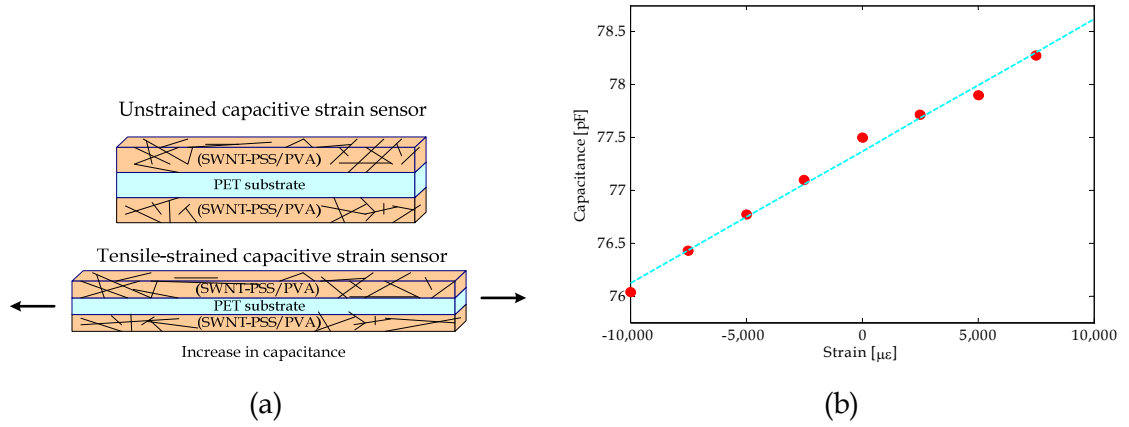 Unstrained capacitive strain sensor
(SWNT-PSS/PVA)
PET substrate
(SWNT-PSS/PVA)
Tensile-strained capacitive strain sensor
(SWNT-PSS/PVA)
PET substrate
(SWNT-PSS/PVA)
Increase in capacitance
(a)
78.5
78
77.5
77
76.5
76
Capacitance [pF]
-10,000 -5,000 0 5,000 10,000
Strain [με]
(b)